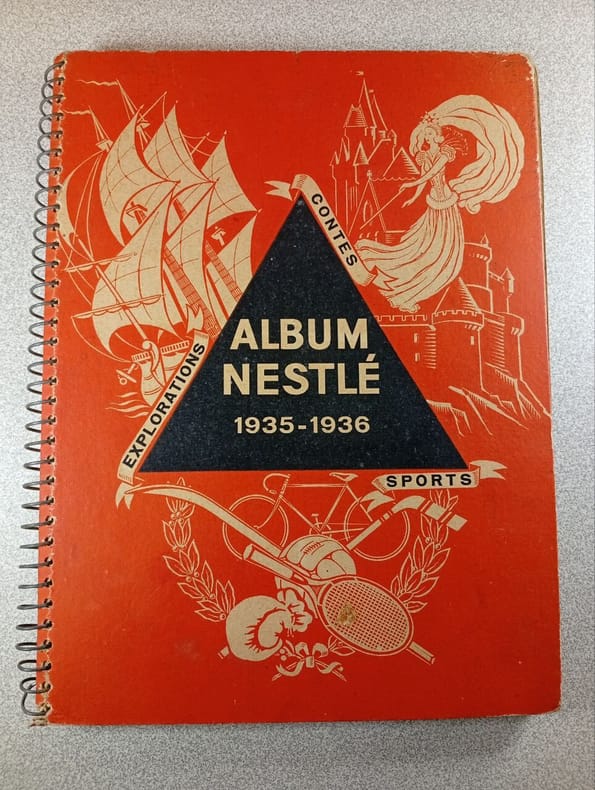 CONTES
ALBUM
NESTLÉ
1935-1936
EXPLORATIONS
SPORTS